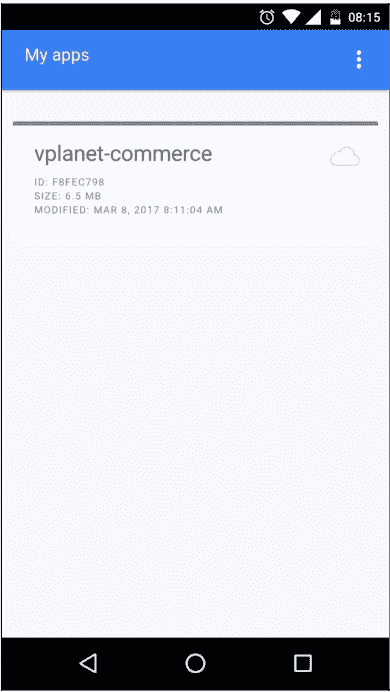 08:15
My apps
vplanet-commerce
ID: F8FEC798
SIZE: 6.5 MB
MODIFIED: MAR 8, 2017 8:11:04 AM